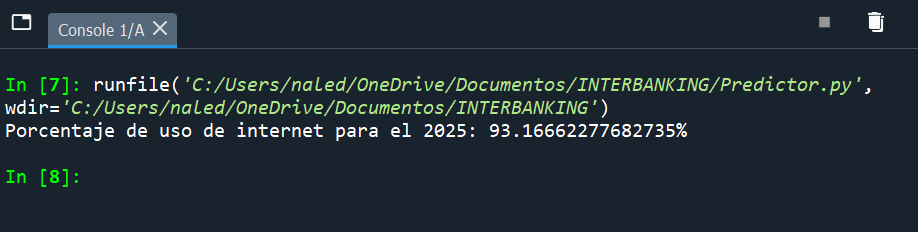 Console 1/A
In [7]: runfile('C:/Users/naled/OneDrive/Documentos/INTERBANKING/Predictor.py',
wdir='C:/Users/naled/OneDrive/Documentos/INTERBANKING')
Porcentaje de uso de internet para el 2025: 93.16662277682735%
In [8]: